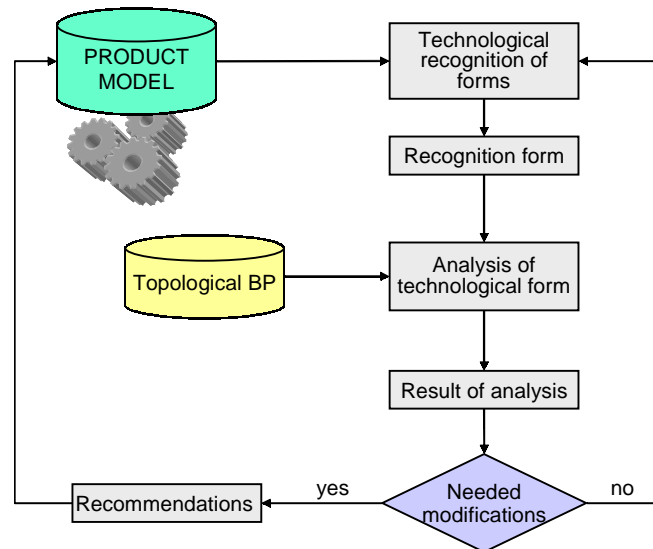 PRODUCT
MODEL
Technological
recognition of
forms
Recognition form
Topological BP
Analysis of
technological form
Result of analysis
Recommendations
yes
Needed
modifications
no